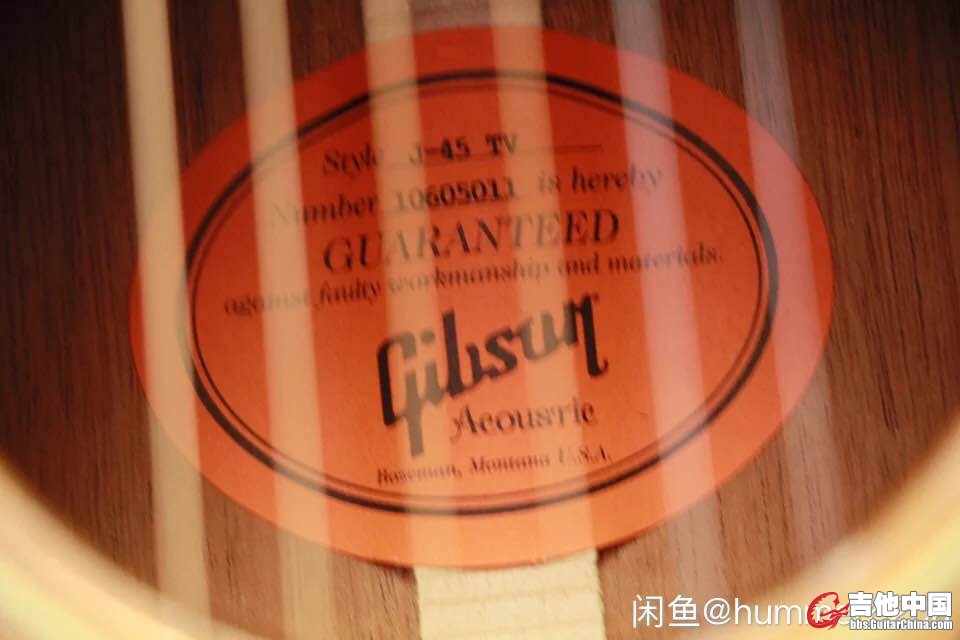 Style J-45 TV
Number 10605011 is hereby
GUARANTEED
against faulty workmanship and materials.
Gibson
Acoustic
Bozeman, Montana U.S.A.
闲鱼@hum
吉他中国
bbs.GuitarChina.com